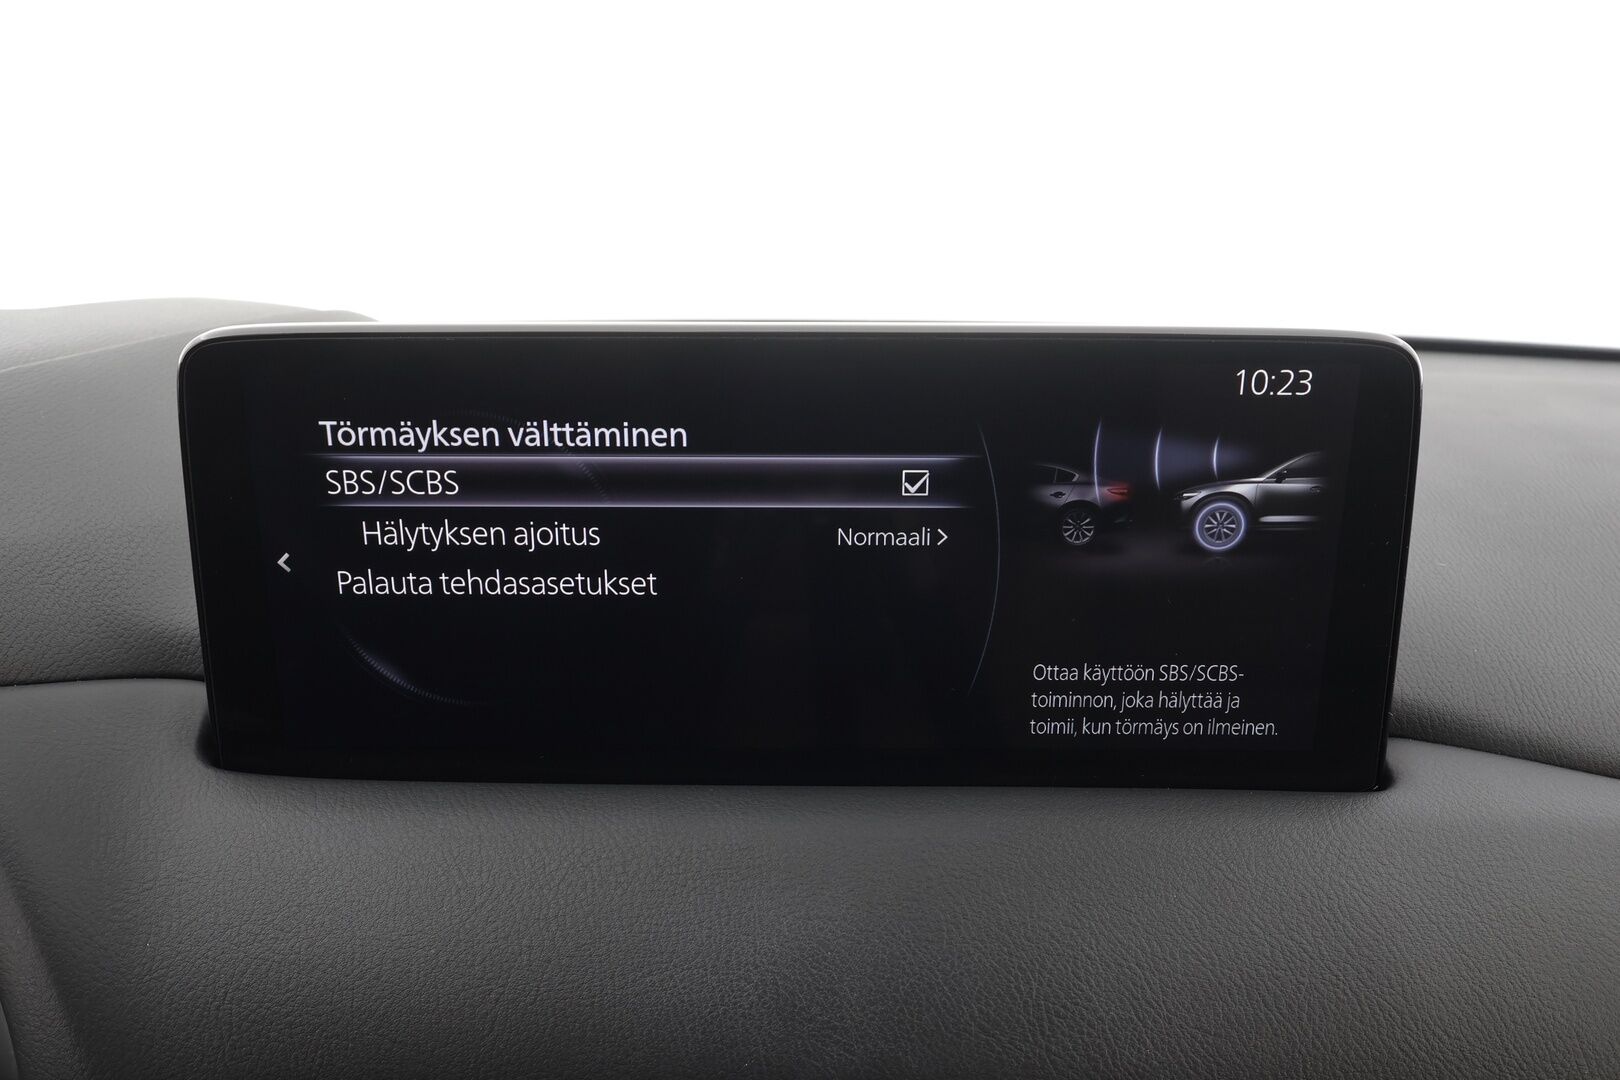 10:23
Törmäyksen välttäminen
SBS/SCBS
Hälytyksen ajoitus Normaali >
Palauta tehdasasetukset
Ottaa käyttöön SBS/SCBS-
toiminnon, joka hälyttää ja
toimii, kun törmäys on ilmeinen.